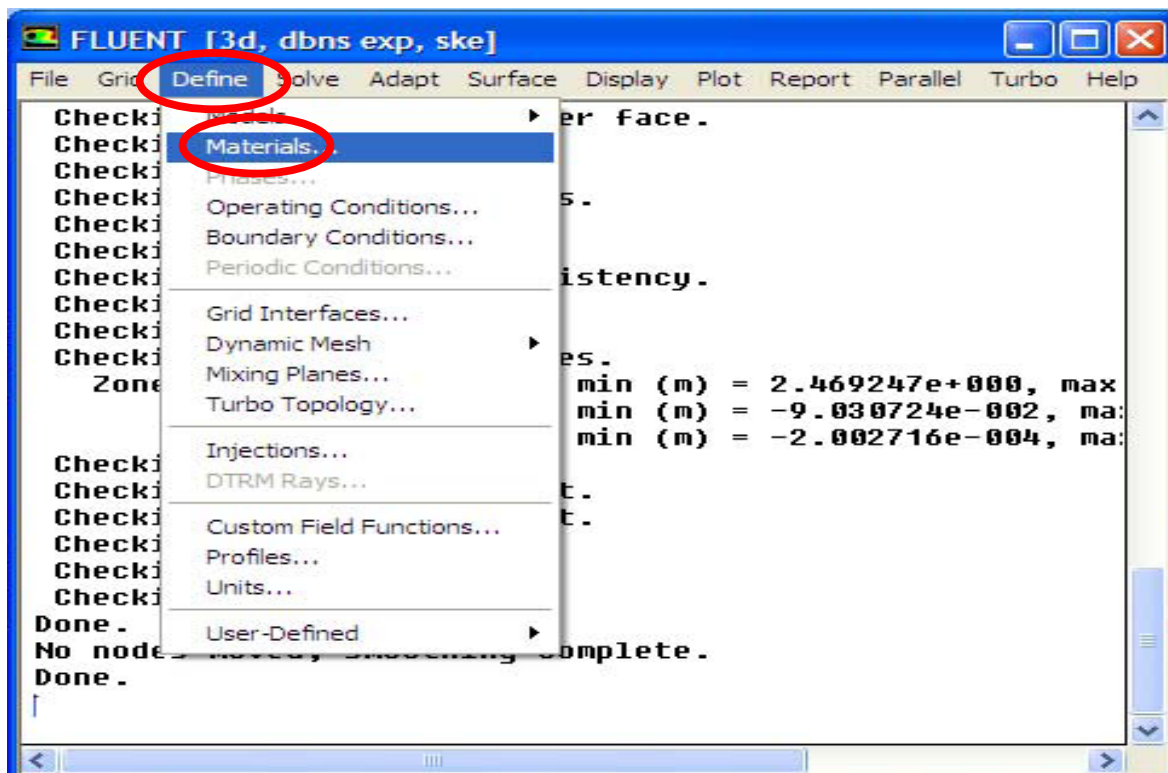 FLUENT [3d, dbns exp, ske]
File Grid Define Solve Adapt Surface Display Plot Report Parallel Turbo Help
Models
Materials...
Phases...
Operating Conditions...
Boundary Conditions...
Periodic Conditions...
Grid Interfaces...
Dynamic Mesh
Mixing Planes...
Turbo Topology...
Injections...
DTRM Rays...
Custom Field Functions...
Profiles...
Units...
User-Defined
Checki er face.
Checki
Checki
Checki s.
Checki
Checki
Checki istency.
Checki
Checki
Checki es.
Zone min (m) = 2.469247e+000, max
min (m) = -9.030724e-002, ma
min (m) = -2.002716e-004, ma
Checki
Checki t.
Checki t.
Checki
Checki
Checki
Done.
No nodes moved, smoothing complete.
Done.